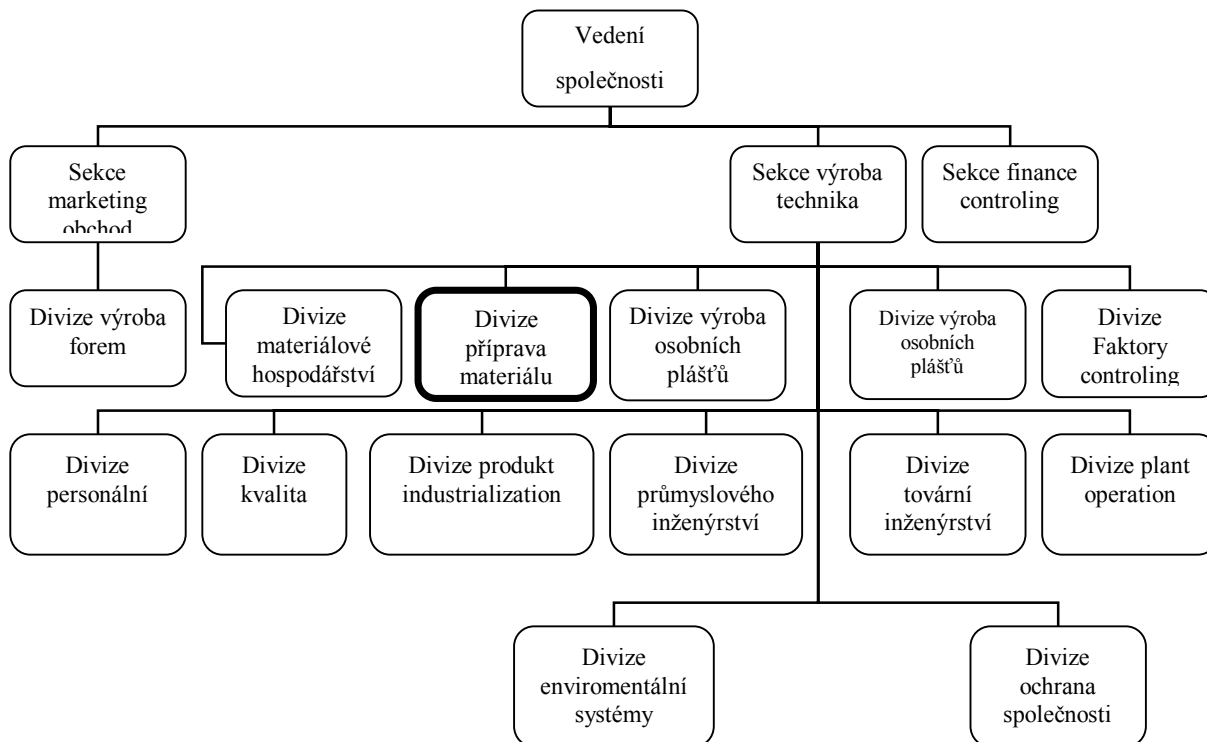 Vedení
společnosti
Sekce
marketing
obchod
Sekce výroba
technika
Sekce finance
controling
Divize výroba
forem
Divize
materiálové
hospodářství
Divize
příprava
materiálu
Divize výroba
osobních
plášťů
Divize výroba
osobních
plášťů
Divize
Faktory
controling
Divize
personální
Divize
kvalita
Divize produkt
industrialization
Divize
průmyslového
inženýrství
Divize
tovární
inženýrství
Divize plant
operation
Divize
enviromentální
systémy
Divize
ochrana
společnosti